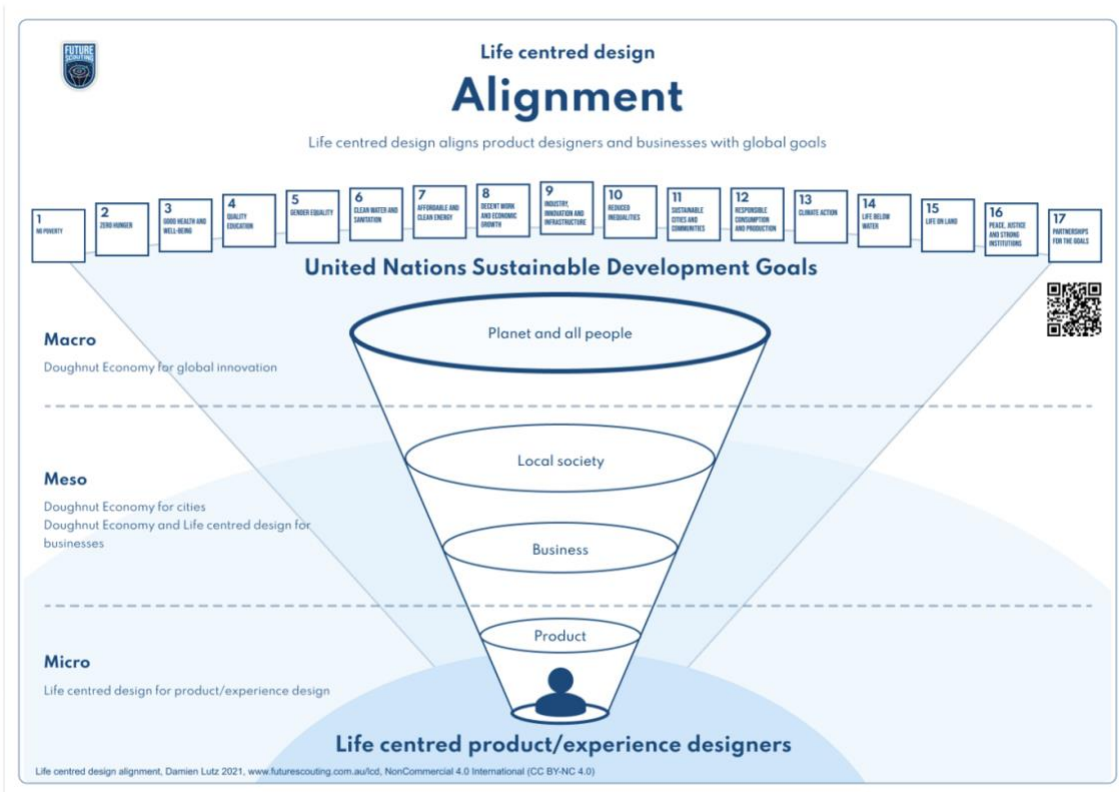 FUTURE
SCOUTING
Life centred design
Alignment
Life centred design aligns product designers and businesses with global goals
1
NO POVERTY
2
ZERO HUNGER
3
GOOD HEALTH AND
WELL-BEING
4
QUALITY
EDUCATION
5
GENDER EQUALITY
6
CLEAN WATER AND
SANITATION
7
AFFORDABLE AND
CLEAN ENERGY
8
DECENT WORK
AND ECONOMIC
GROWTH
9
INDUSTRY,
INNOVATION AND
INFRASTRUCTURE
10
REDUCED
INEQUALITIES
11
SUSTAINABLE
CITIES AND
COMMUNITIES
12
RESPONSIBLE
CONSUMPTION
AND PRODUCTION
13
CLIMATE ACTION
14
LIFE BELOW
WATER
15
LIFE ON LAND
16
PEACE, JUSTICE
AND STRONG
INSTITUTIONS
17
PARTNERSHIPS
FOR THE GOALS
United Nations Sustainable Development Goals
Planet and all people
Macro
Doughnut Economy for global innovation
Local society
Meso
Doughnut Economy for cities
Doughnut Economy and Life centred design for
businesses
Business
Product
Micro
Life centred design for product/experience design
Life centred product/experience designers
Life centred design alignment, Damien Lutz 2021, www.futurescouting.com.au/lcd, NonCommercial 4.0 International (CC BY-NC 4.0)